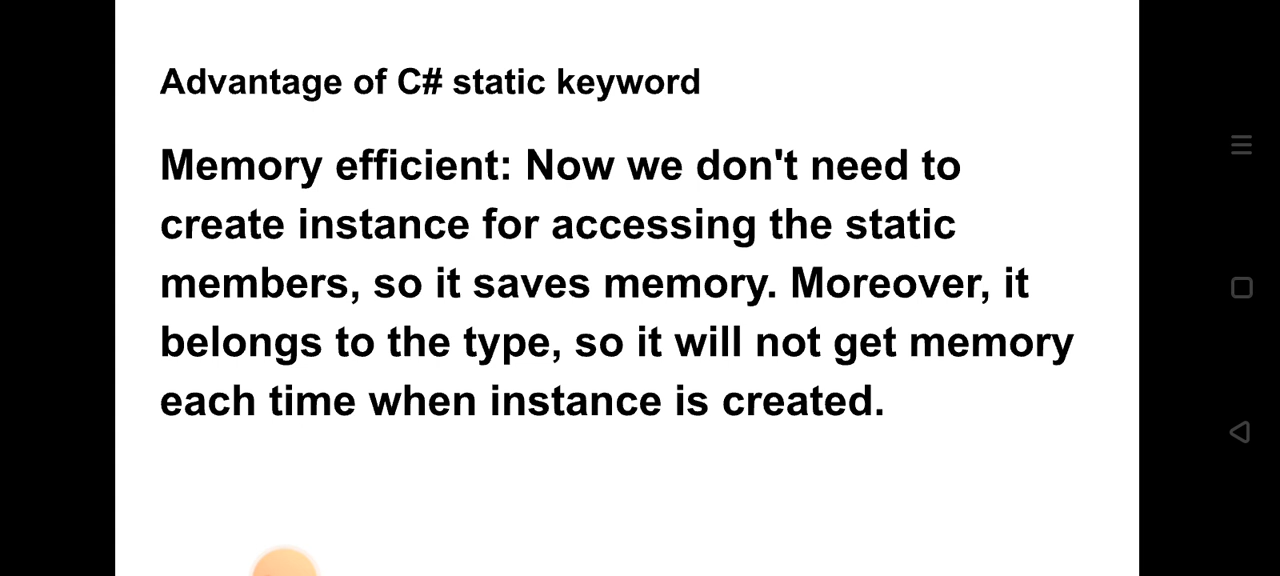 Advantage of C# static keyword
Memory efficient: Now we don't need to
create instance for accessing the static
members, so it saves memory. Moreover, it
belongs to the type, so it will not get memory
each time when instance is created.